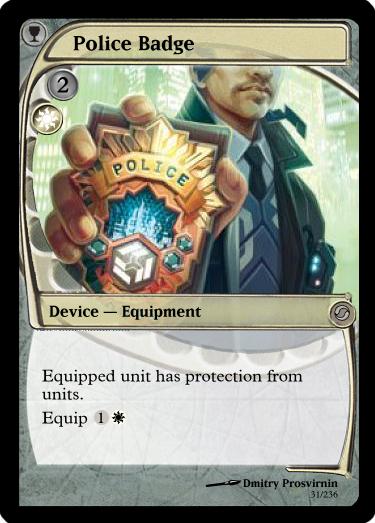 Police Badge
2
POLICE
Device — Equipment
Equipped unit has protection from
units.
Equip 1
Dmitry Prosvirnin
31/236